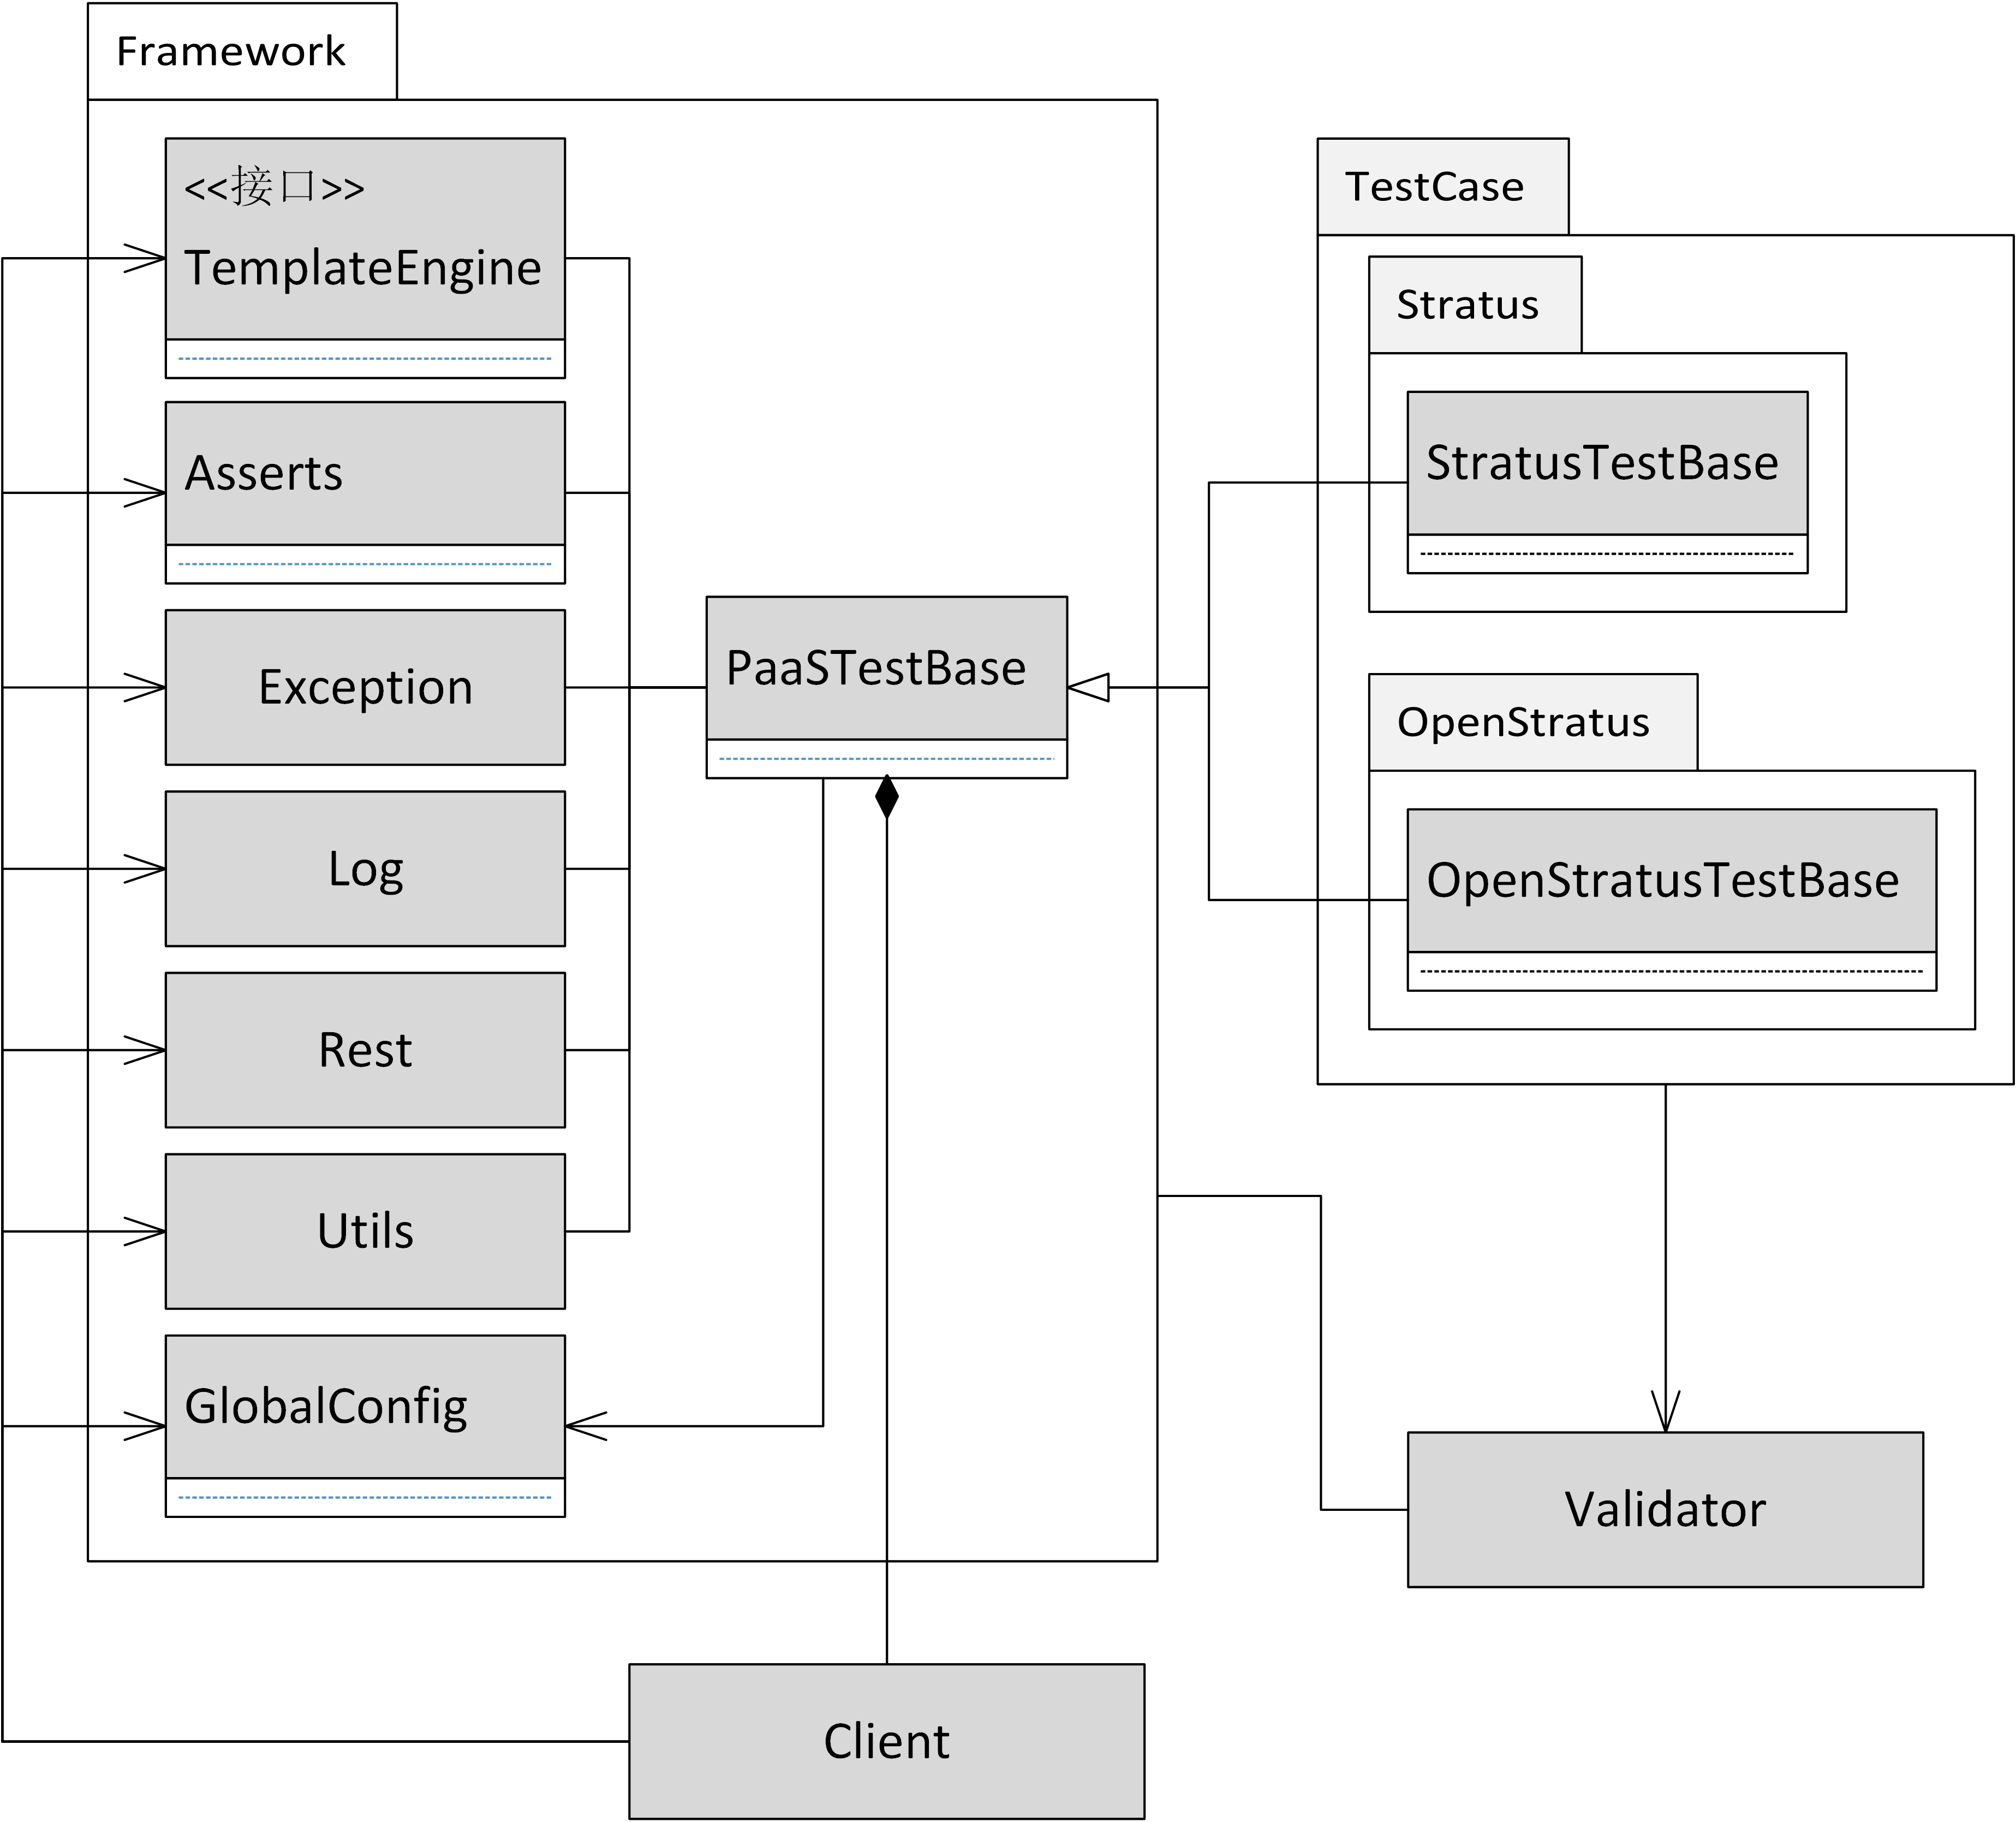 Framework
<<接口>>
TemplateEngine
Asserts
Exception
Log
Rest
Utils
GlobalConfig
PaaSTestBase
TestCase
Stratus
StratusTestBase
OpenStratus
OpenStratusTestBase
Validator
Client